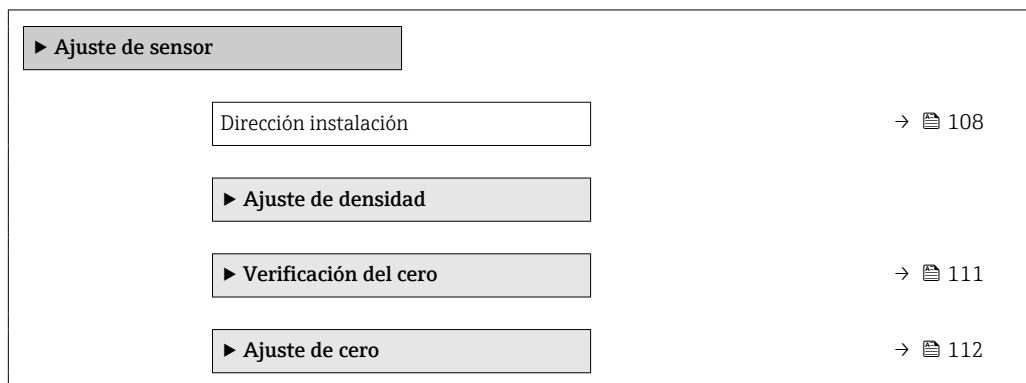 ▶ Ajuste de sensor
Dirección instalación → 108
▶ Ajuste de densidad
▶ Verificación del cero → 111
▶ Ajuste de cero → 112